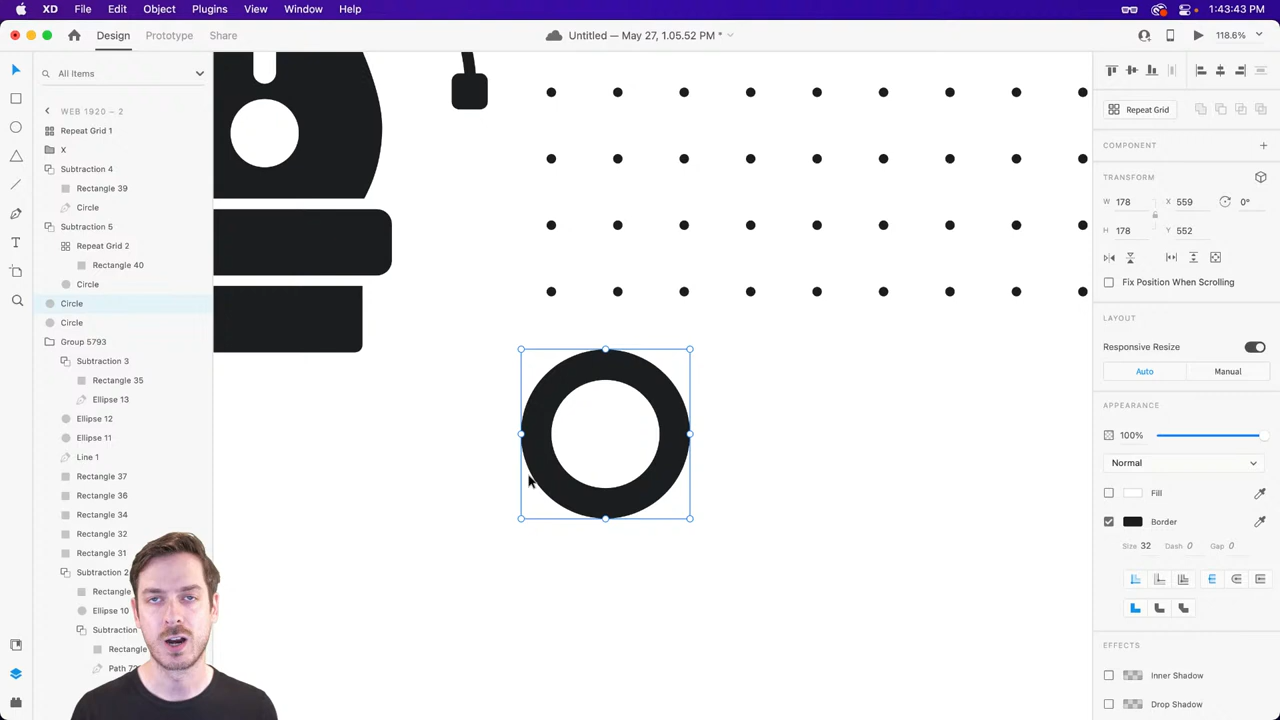 XD File Edit Object Plugins View Window Help 1:43:43 PM
Design Prototype Share Untitled — May 27, 1.05.52 PM * 118.6%
All Items
WEB 1920 – 2
Repeat Grid 1
X
Subtraction 4
Rectangle 39
Circle
Subtraction 5
Repeat Grid 2
Rectangle 40
Circle
Circle
Circle
Group 5793
Subtraction 3
Rectangle 35
Ellipse 13
Ellipse 12
Ellipse 11
Line 1
Rectangle 37
Rectangle 36
Rectangle 34
Rectangle 32
Rectangle 31
Subtraction 2
Rectangle
Ellipse 10
Subtraction
Rectangle
Path
Repeat Grid
COMPONENT
TRANSFORM
W 178 X 559 0°
H 178 Y 552
Fix Position When Scrolling
LAYOUT
Responsive Resize
Auto Manual
APPEARANCE
100%
Normal
Fill
Border
Size 32 Dash 0 Gap 0
EFFECTS
Inner Shadow
Drop Shadow